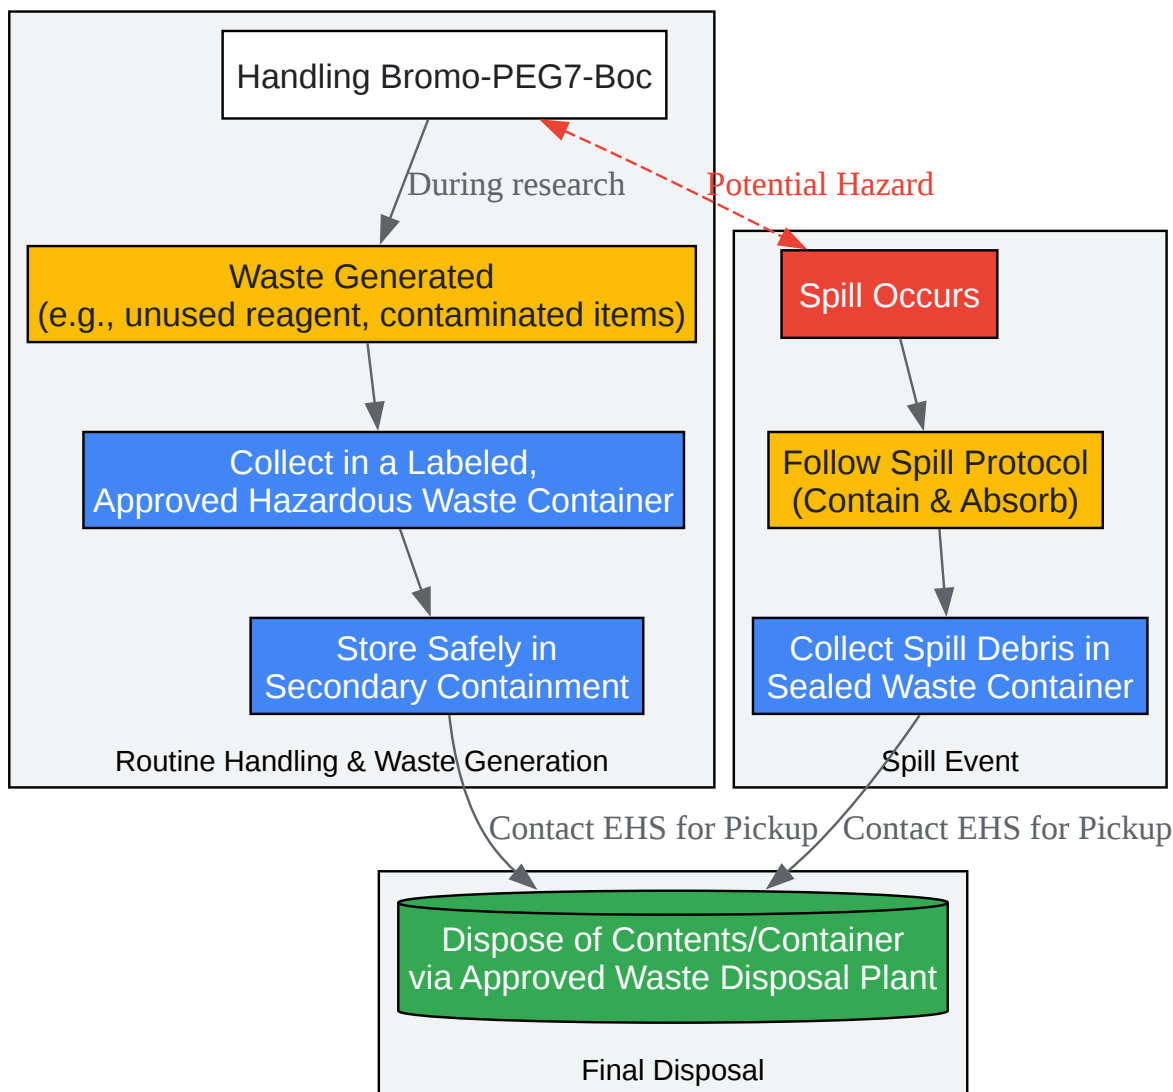 Handling Bromo-PEG7-Boc
During research
Potential Hazard
Waste Generated
(e.g., unused reagent, contaminated items)
Spill Occurs
Collect in a Labeled,
Approved Hazardous Waste Container
Follow Spill Protocol
(Contain & Absorb)
Store Safely in
Secondary Containment
Collect Spill Debris in
Sealed Waste Container
Routine Handling & Waste Generation
Spill Event
Contact EHS for Pickup
Contact EHS for Pickup
Dispose of Contents/Container
via Approved Waste Disposal Plant
Final Disposal